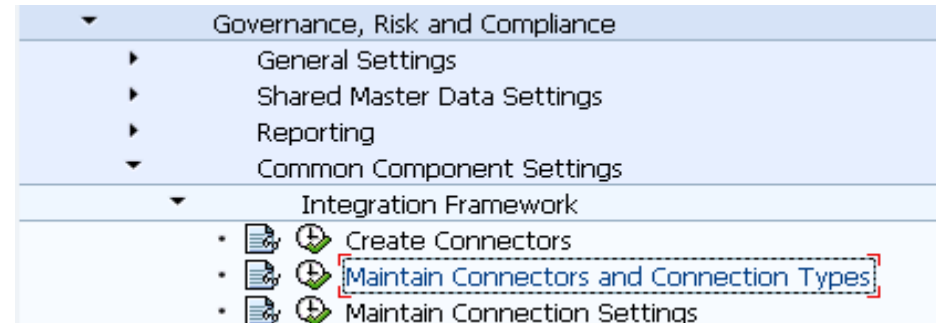 Governance, Risk and Compliance
General Settings
Shared Master Data Settings
Reporting
Common Component Settings
Integration Framework
Create Connectors
Maintain Connectors and Connection Types
Maintain Connection Settings